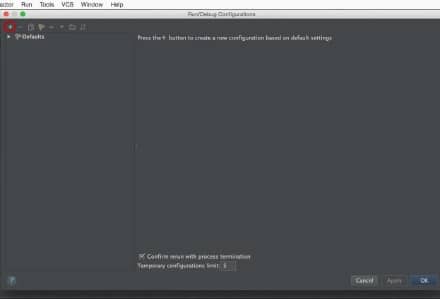 actor Run Tools VCS Window Help
Run/Debug Configurations
Defaults
Press the + button to create a new configuration based on default settings
Confirm rerun with process termination
Temporary configurations limit: 5
Cancel Apply OK
?